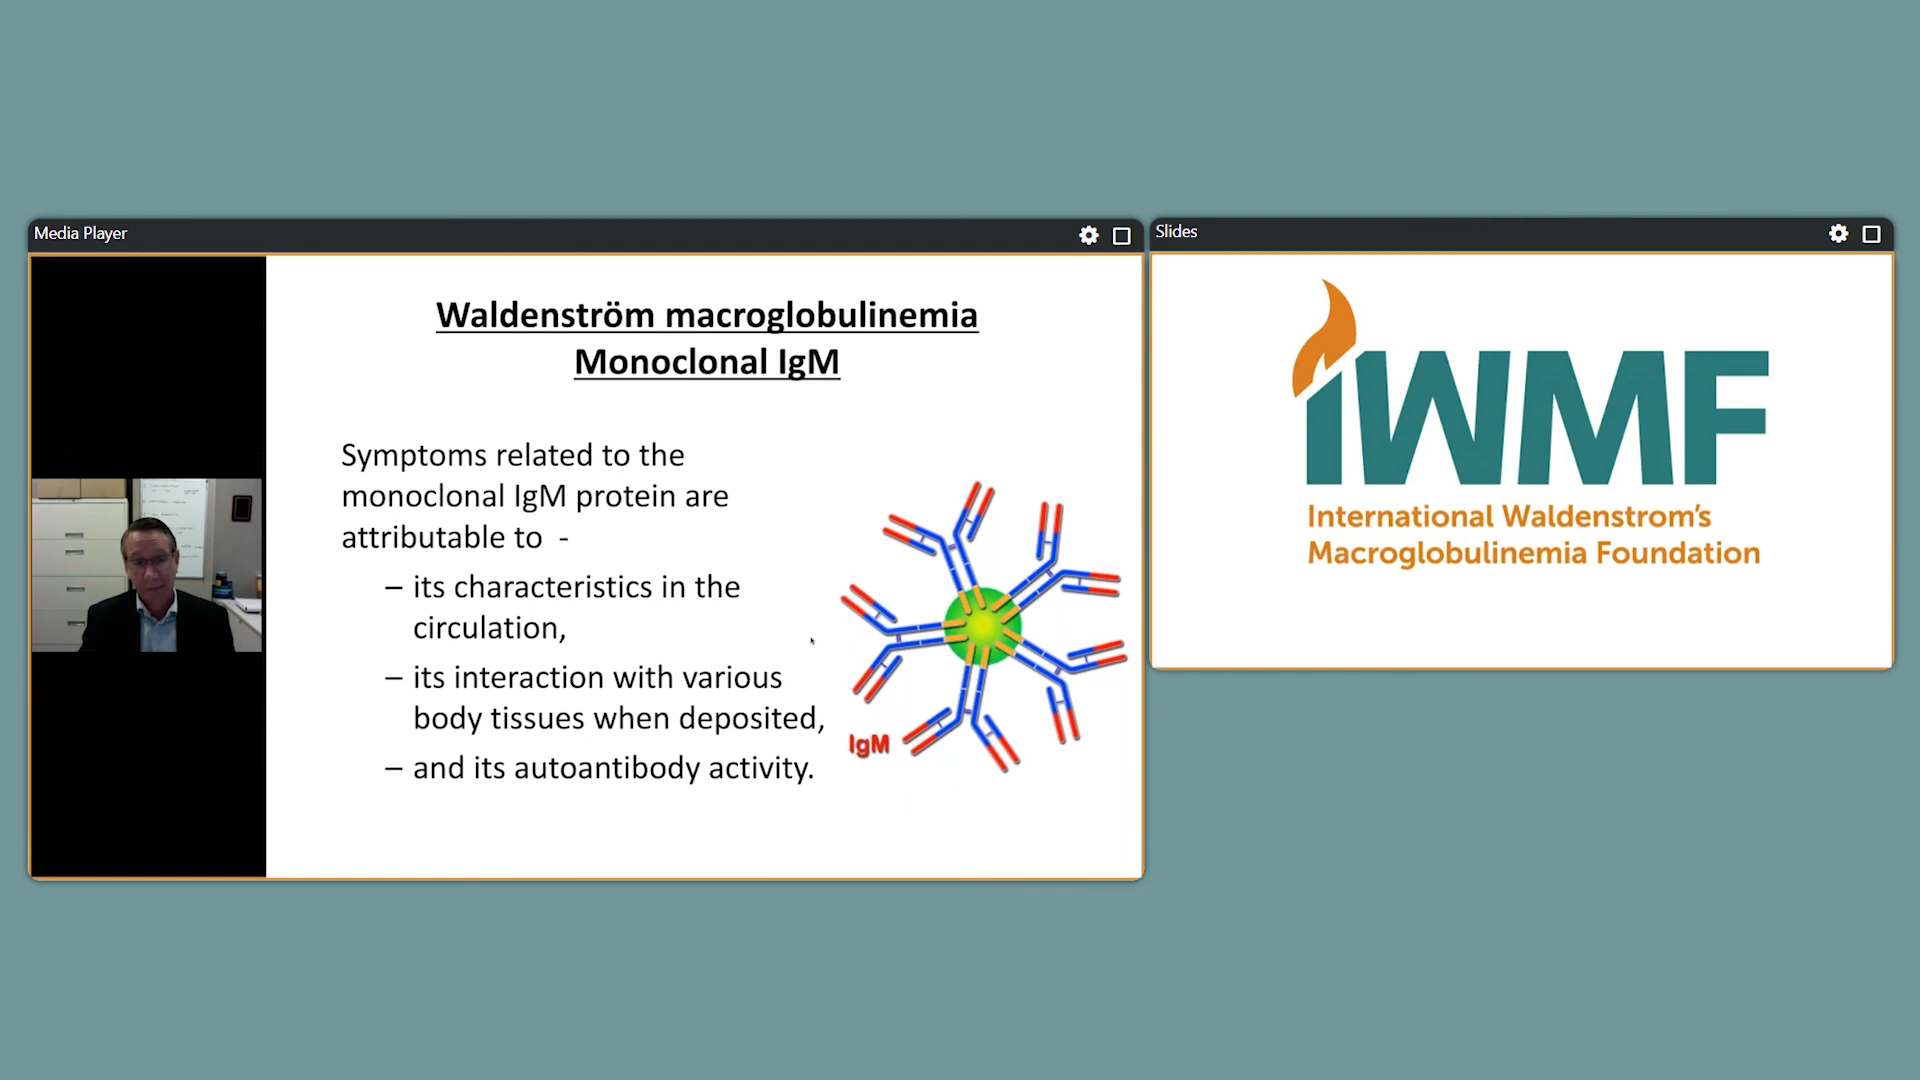 Media Player
Waldenström macroglobulinemia
Monoclonal IgM
Symptoms related to the
monoclonal IgM protein are
attributable to -
– its characteristics in the
circulation,
– its interaction with various
body tissues when deposited,
– and its autoantibody activity.
IgM
Slides
IWMF
International Waldenstrom's
Macroglobulinemia Foundation